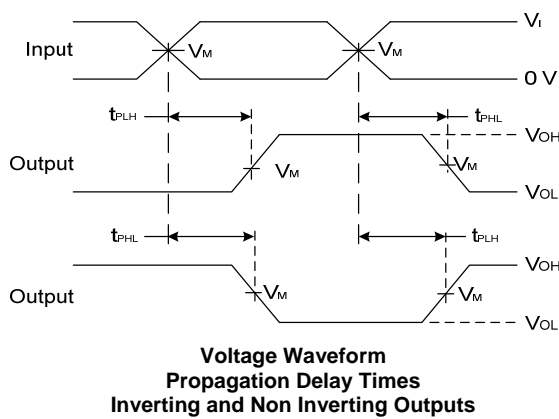 Input
VM
VM
VI
0 V
tPLH
tPHL
Output
VM
VM
VOH
VOL
tPHL
tPLH
Output
VM
VM
VOH
VOL
Voltage Waveform
Propagation Delay Times
Inverting and Non Inverting Outputs